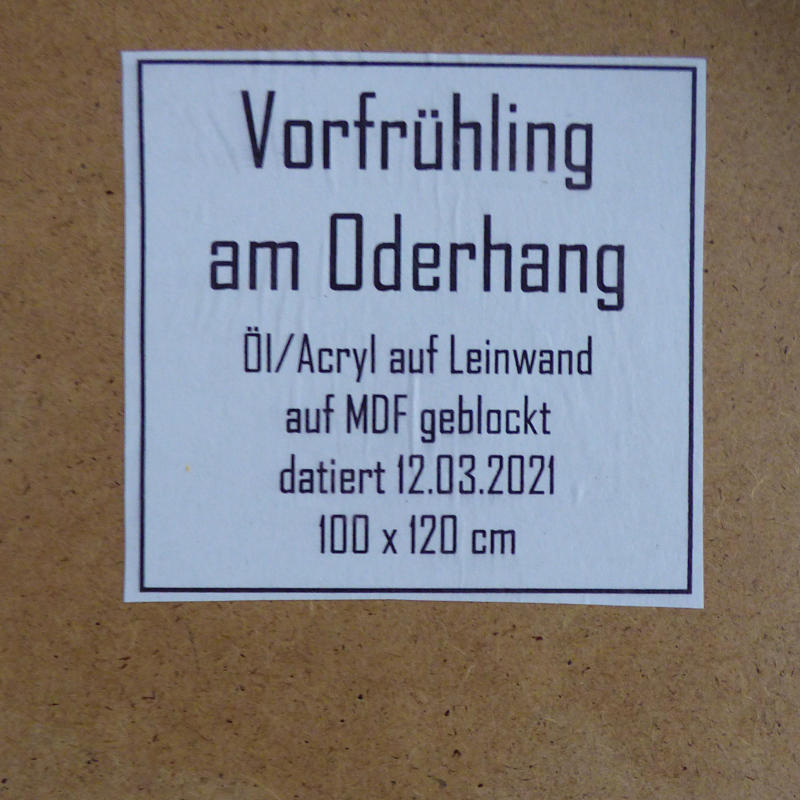 Vorfrühling
am Oderhang
Öl/Acryl auf Leinwand
auf MDF geblockt
datiert 12.03.2021
100 x 120 cm